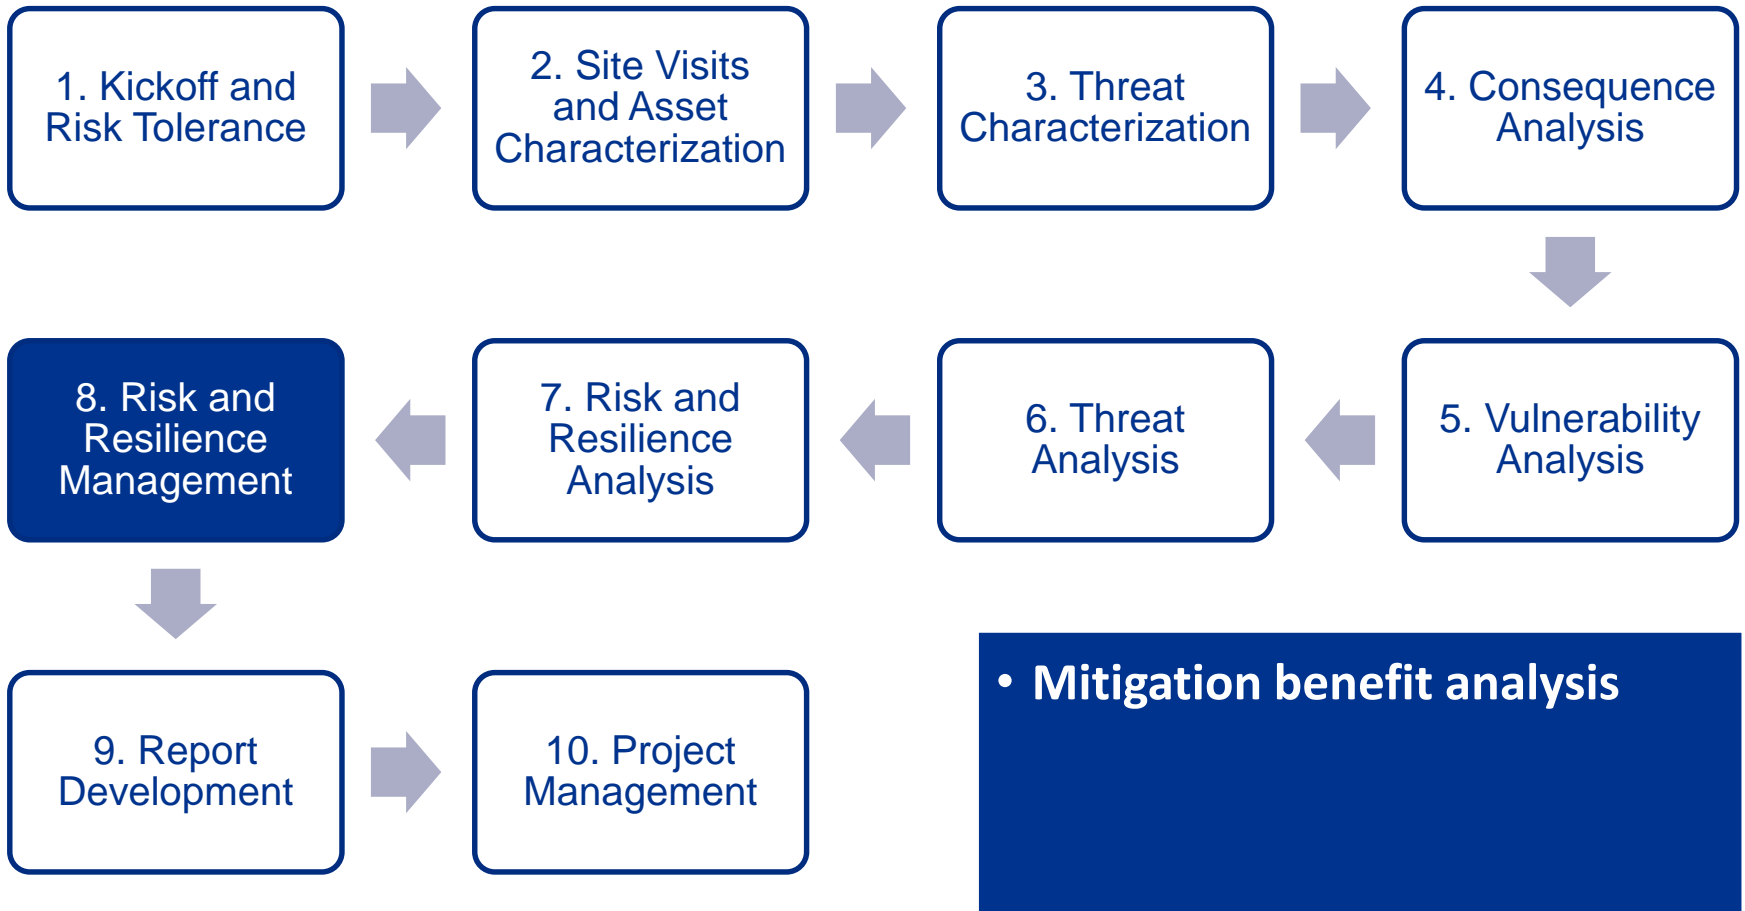 1. Kickoff and
Risk Tolerance
2. Site Visits
and Asset
Characterization
3. Threat
Characterization
4. Consequence
Analysis
5. Vulnerability
Analysis
6. Threat
Analysis
7. Risk and
Resilience
Analysis
8. Risk and
Resilience
Management
9. Report
Development
10. Project
Management
• Mitigation benefit analysis